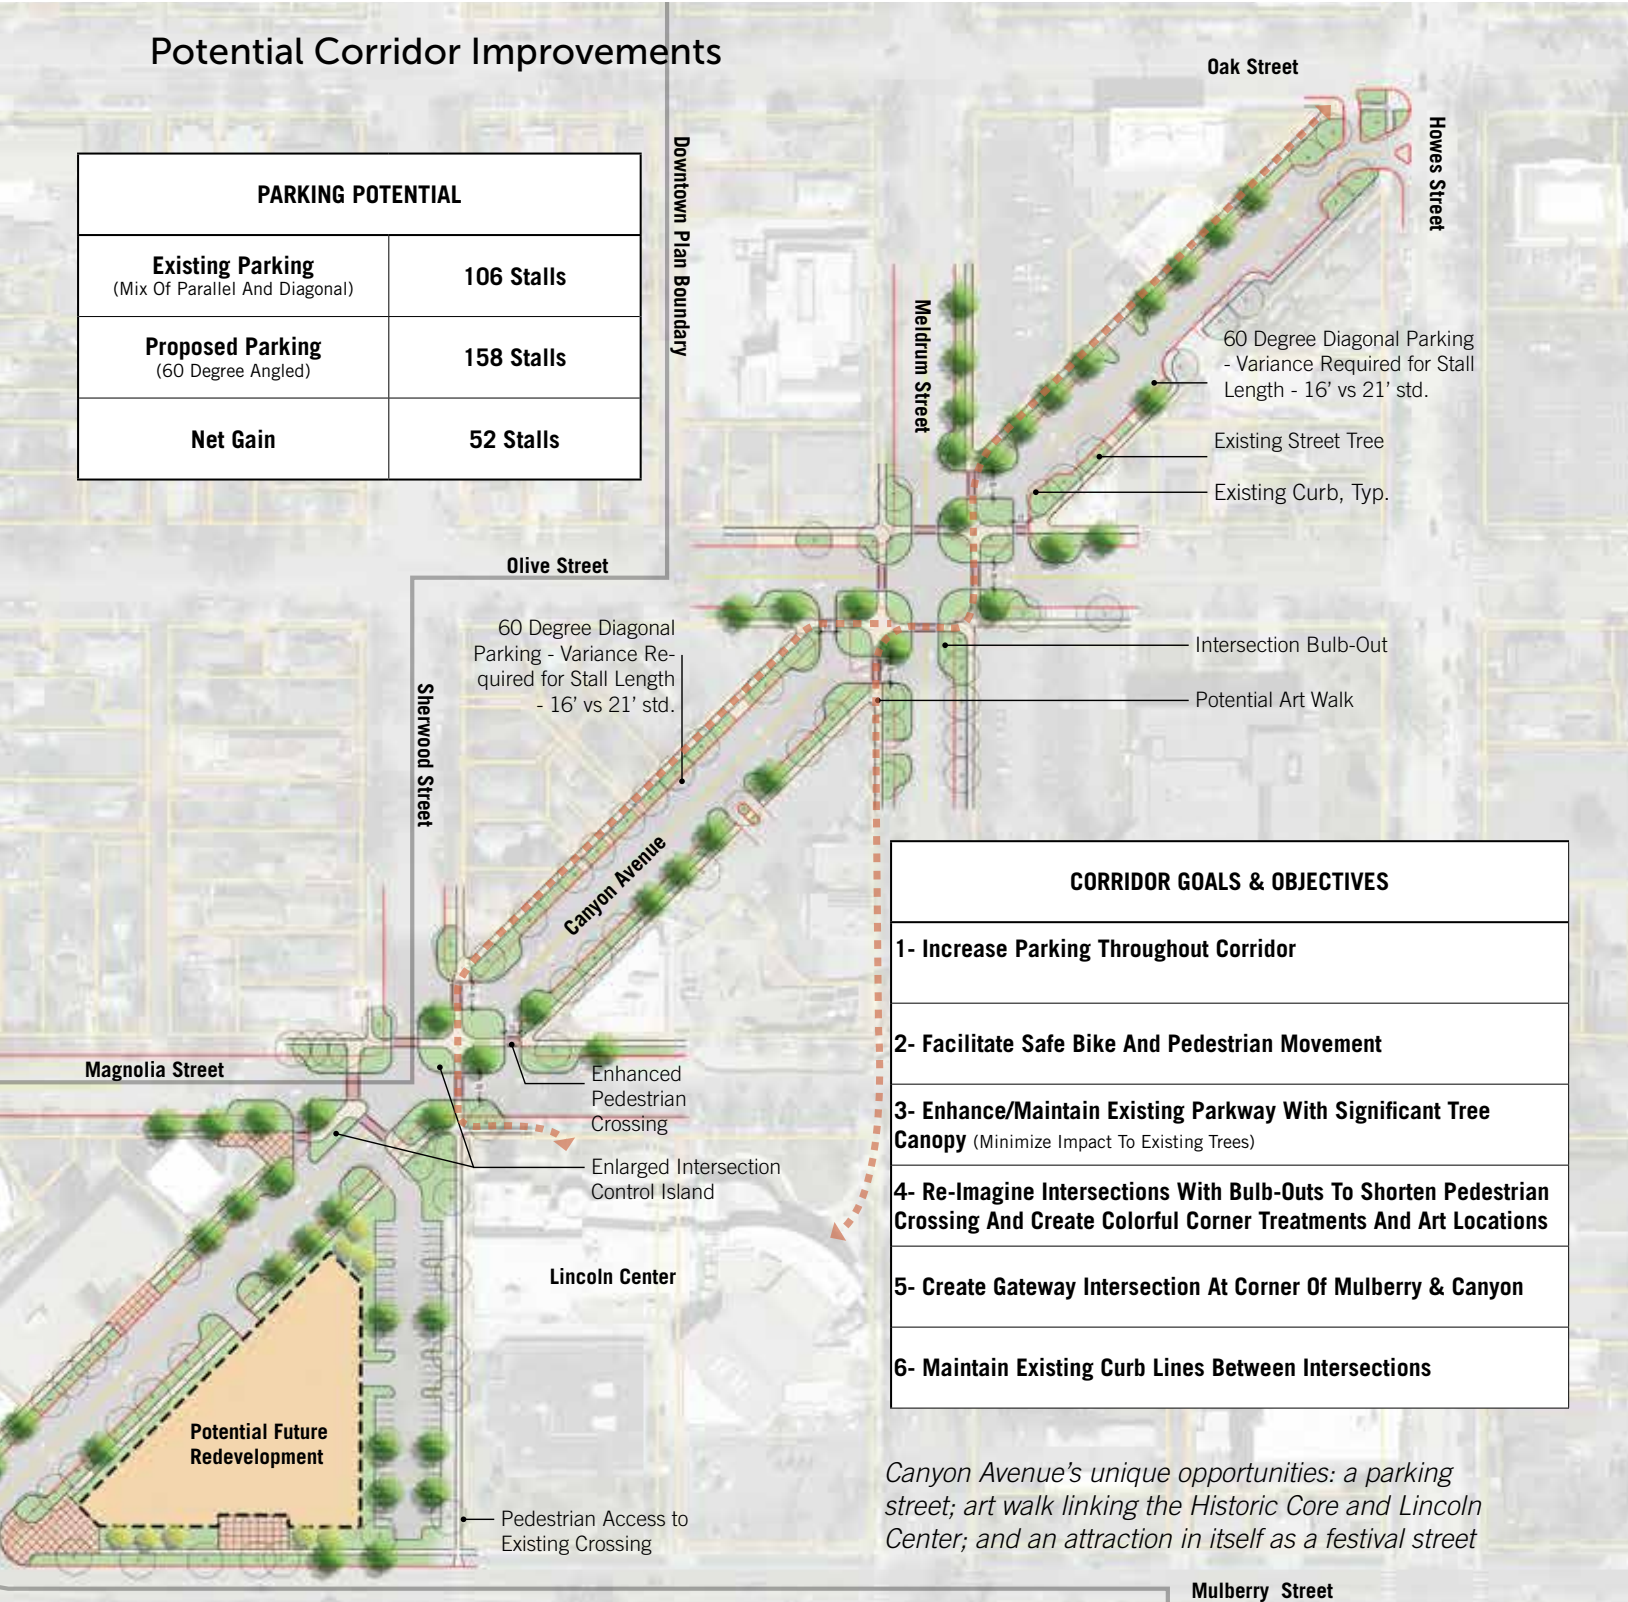 Potential Corridor Improvements
Oak Street
Howes Street
Downtown Plan Boundary
PARKING POTENTIAL
Existing Parking
(Mix Of Parallel And Diagonal)
106 Stalls
Proposed Parking
(60 Degree Angled)
158 Stalls
Net Gain
52 Stalls
Meldrum Street
60 Degree Diagonal Parking
- Variance Required for Stall
Length - 16’ vs 21’ std.
Existing Street Tree
Existing Curb, Typ.
Olive Street
60 Degree Diagonal
Parking - Variance Re-
quired for Stall Length
- 16’ vs 21’ std.
Intersection Bulb-Out
Potential Art Walk
Sherwood Street
Canyon Avenue
CORRIDOR GOALS & OBJECTIVES
1- Increase Parking Throughout Corridor
2- Facilitate Safe Bike And Pedestrian Movement
3- Enhance/Maintain Existing Parkway With Significant Tree
Canopy (Minimize Impact To Existing Trees)
4- Re-Imagine Intersections With Bulb-Outs To Shorten Pedestrian
Crossing And Create Colorful Corner Treatments And Art Locations
5- Create Gateway Intersection At Corner Of Mulberry & Canyon
6- Maintain Existing Curb Lines Between Intersections
Magnolia Street
Enhanced
Pedestrian
Crossing
Enlarged Intersection
Control Island
Lincoln Center
Potential Future
Redevelopment
Pedestrian Access to
Existing Crossing
Canyon Avenue’s unique opportunities: a parking
street; art walk linking the Historic Core and Lincoln
Center; and an attraction in itself as a festival street
Mulberry Street